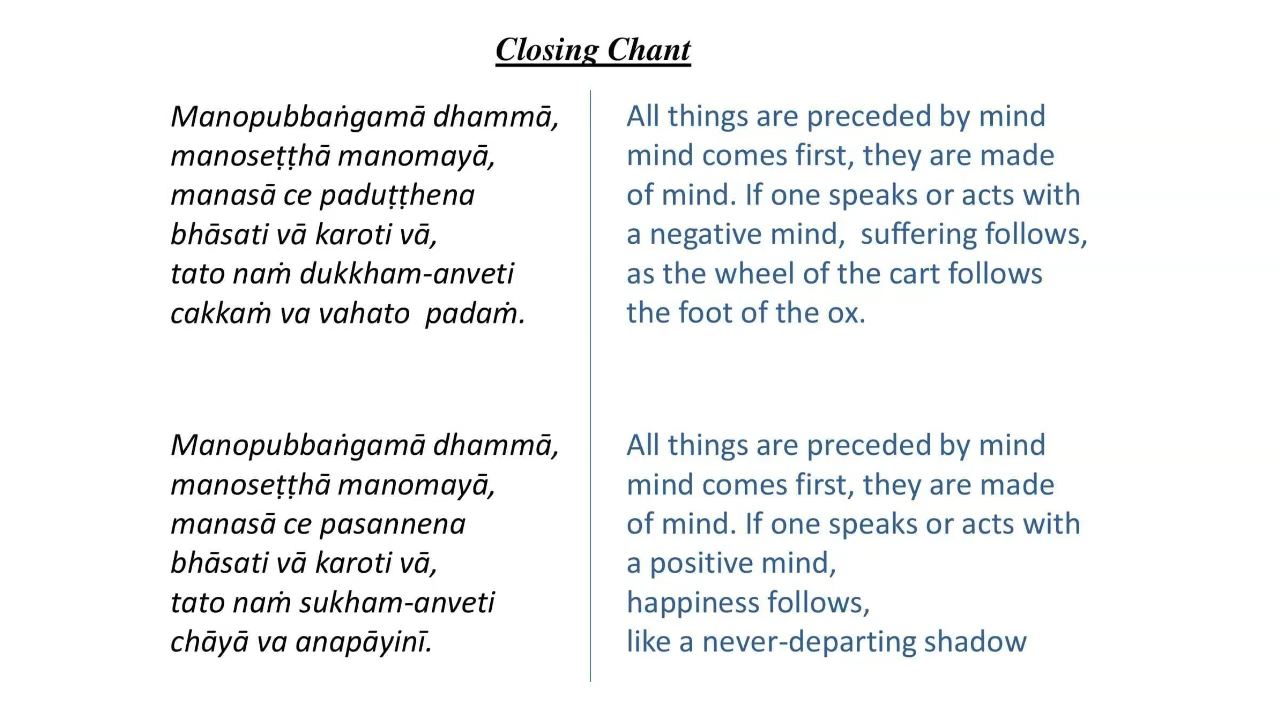 Closing Chant
Manopubbaṅgamā dhammā,
manoseṭṭhā manomayā,
manasā ce paduṭṭhena
bhāsati vā karoti vā,
tato naṁ dukkham-anveti
cakkaṁ va vahato  padaṁ.
All things are preceded by mind
mind comes first, they are made
of mind. If one speaks or acts with
a negative mind,  suffering follows,
as the wheel of the cart follows
the foot of the ox.
Manopubbaṅgamā dhammā,
manoseṭṭhā manomayā,
manasā ce pasannena
bhāsati vā karoti vā,
tato naṁ sukham-anveti
chāyā va anapāyinī.
All things are preceded by mind
mind comes first, they are made
of mind. If one speaks or acts with
a positive mind,
happiness follows,
like a never-departing shadow